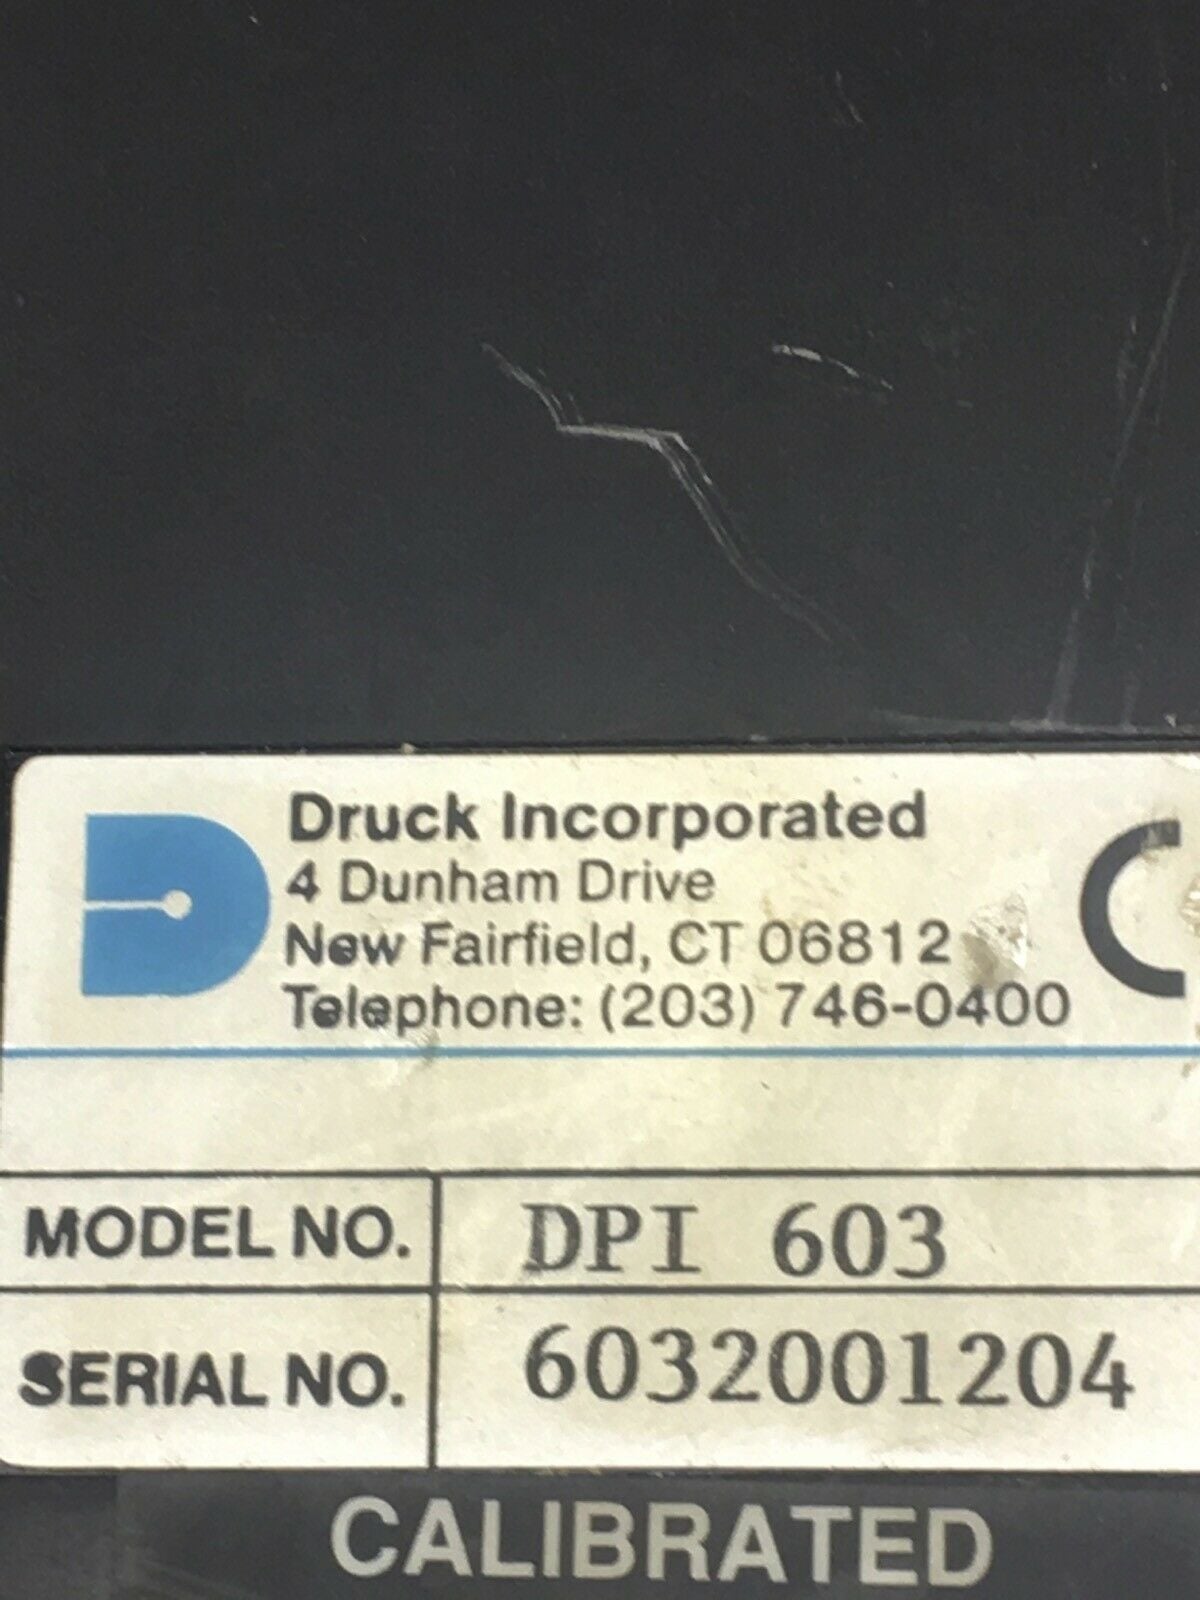 Druck Incorporated
4 Dunham Drive
New Fairfield, CT 06812
Telephone: (203) 746-0400
C
MODEL NO. DPI 603
SERIAL NO. 6032001204
CALIBRATED